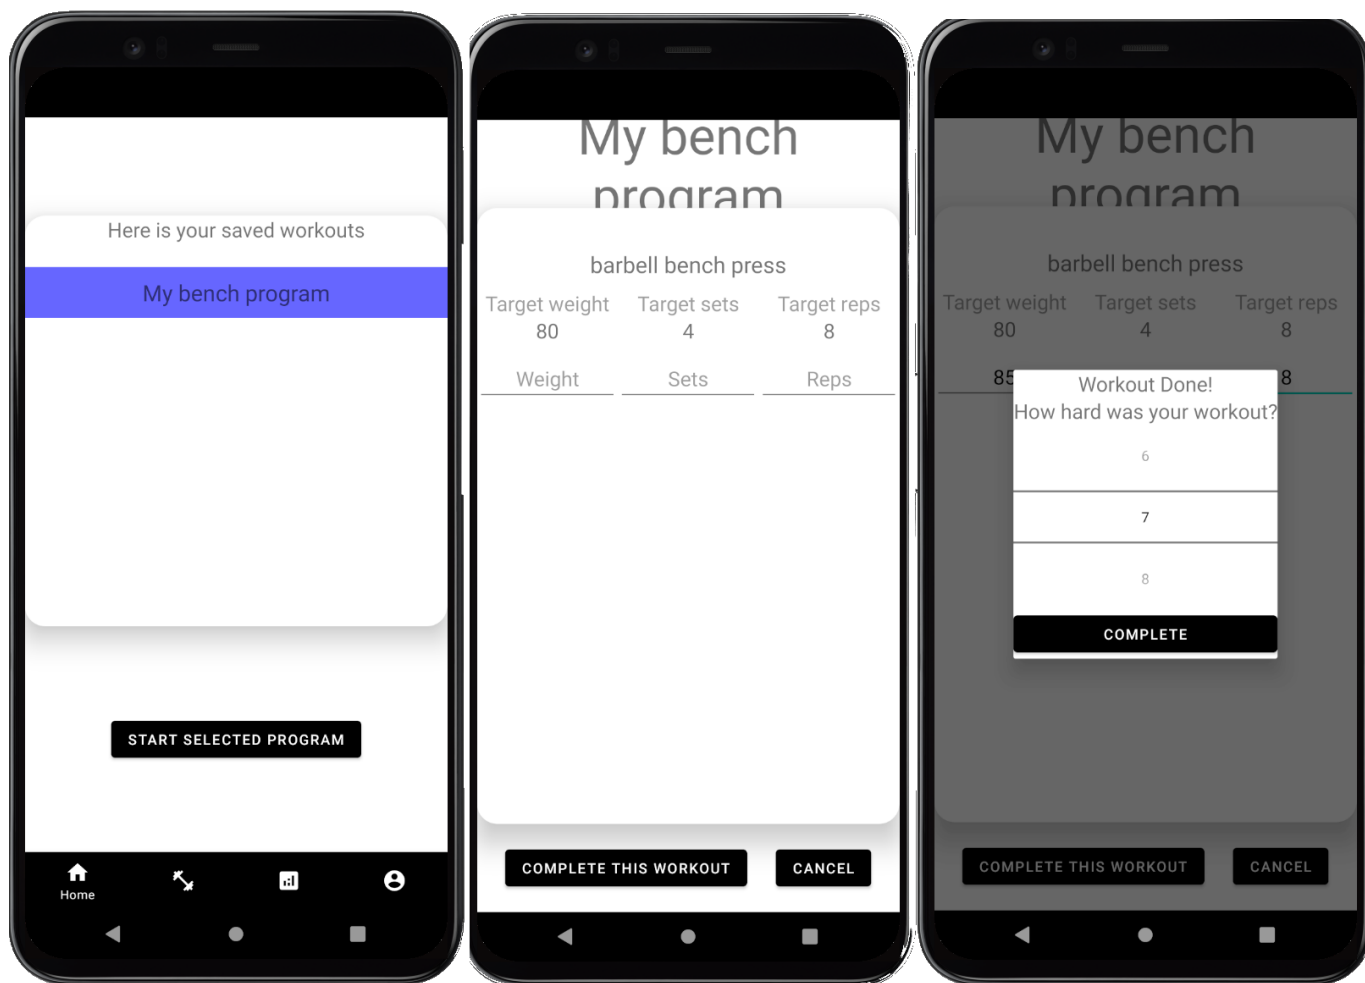 Here is your saved workouts
My bench program
START SELECTED PROGRAM
Home
My bench
program
barbell bench press
Target weight Target sets Target reps
80 4 8
Weight Sets Reps
COMPLETE THIS WORKOUT CANCEL
My bench
program
barbell bench press
Target weight Target sets Target reps
80 4 8
85 8
Workout Done!
How hard was your workout?
6
7
8
COMPLETE
COMPLETE THIS WORKOUT CANCEL